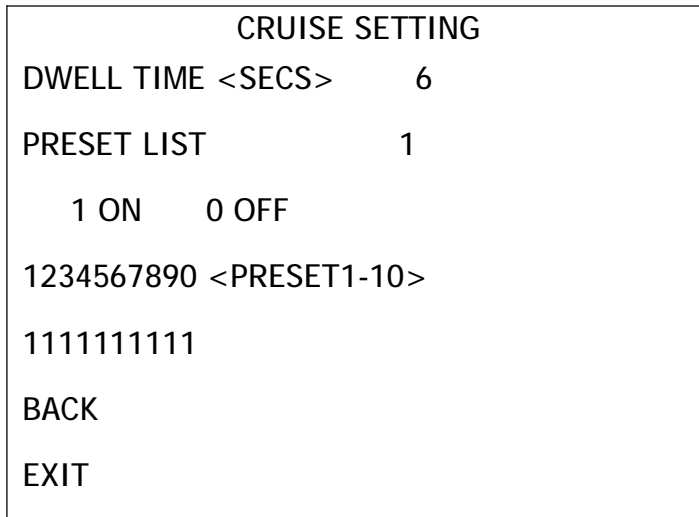 CRUISE SETTING
DWELL TIME <SECS> 6
PRESET LIST 1
1 ON 0 OFF
1234567890 <PRESET1-10>
1111111111
BACK
EXIT